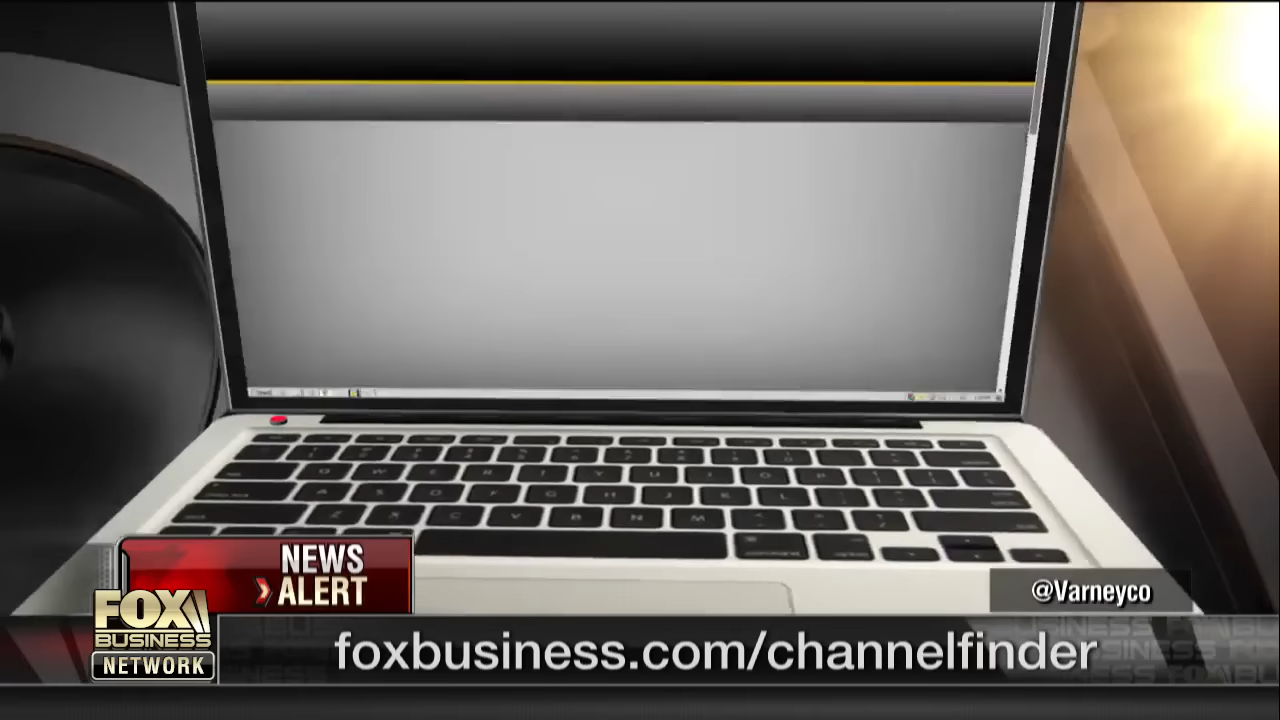 NEWS
ALERT
@Varneyco
FOX
BUSINESS
NETWORK
foxbusiness.com/channelfinder